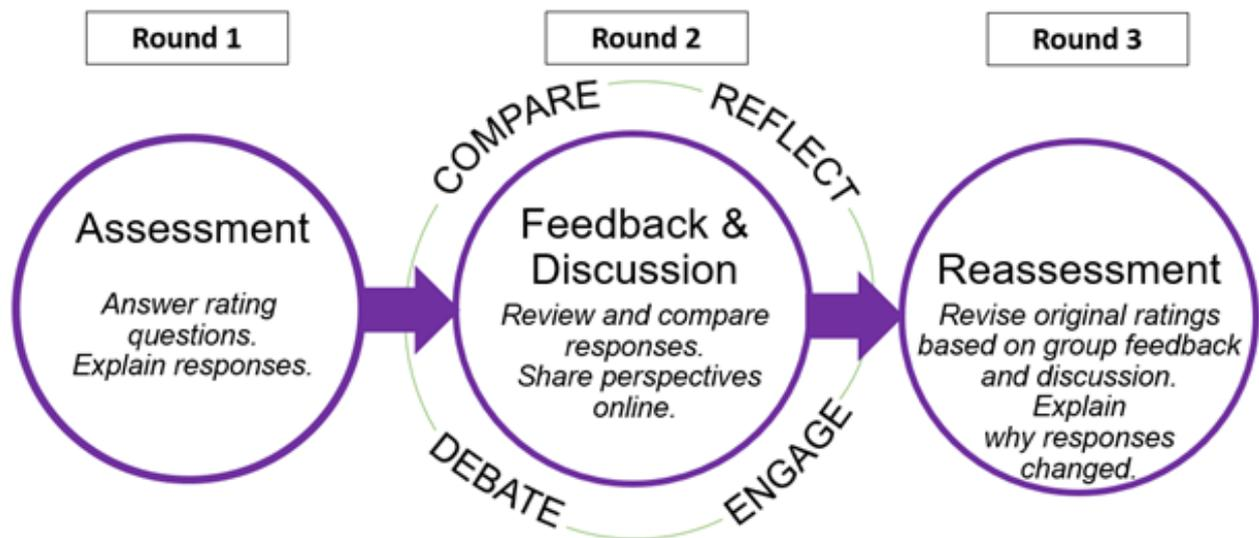 Round 1
Round 2
Round 3
COMPARE
REFLECT
DEBATE
ENGAGE
Assessment
Answer rating
questions.
Explain responses.
Feedback &
Discussion
Review and compare
responses.
Share perspectives
online.
Reassessment
Revise original ratings
based on group feedback
and discussion.
Explain
why responses
changed.